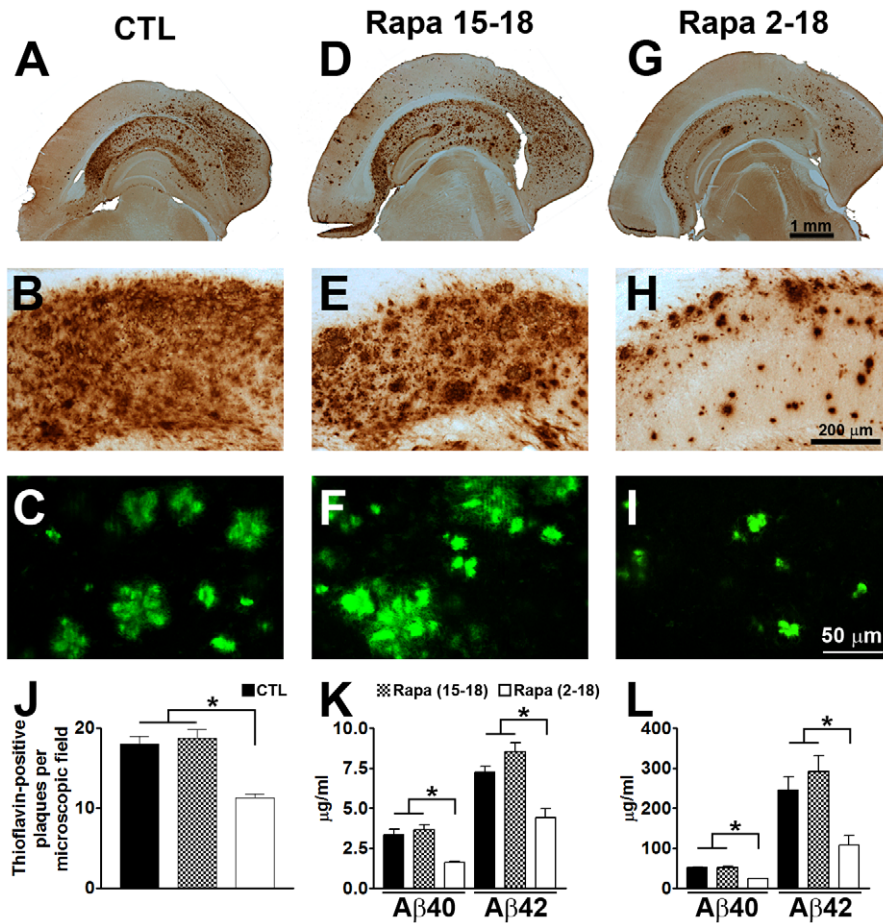 CTL Rapa 15-18 Rapa 2-18
A D G
1 mm
B E H
200 μm
C F I
50 μm
J K L
CTL Rapa (15-18) Rapa (2-18)
Thioflavin-positive
plaques per
microscopic field
20
10
0
*
μg/ml
10.0
7.5
5.0
2.5
0.0
*
*
Aβ40 Aβ42
μg/ml
400
300
200
100
0
*
*
Aβ40 Aβ42